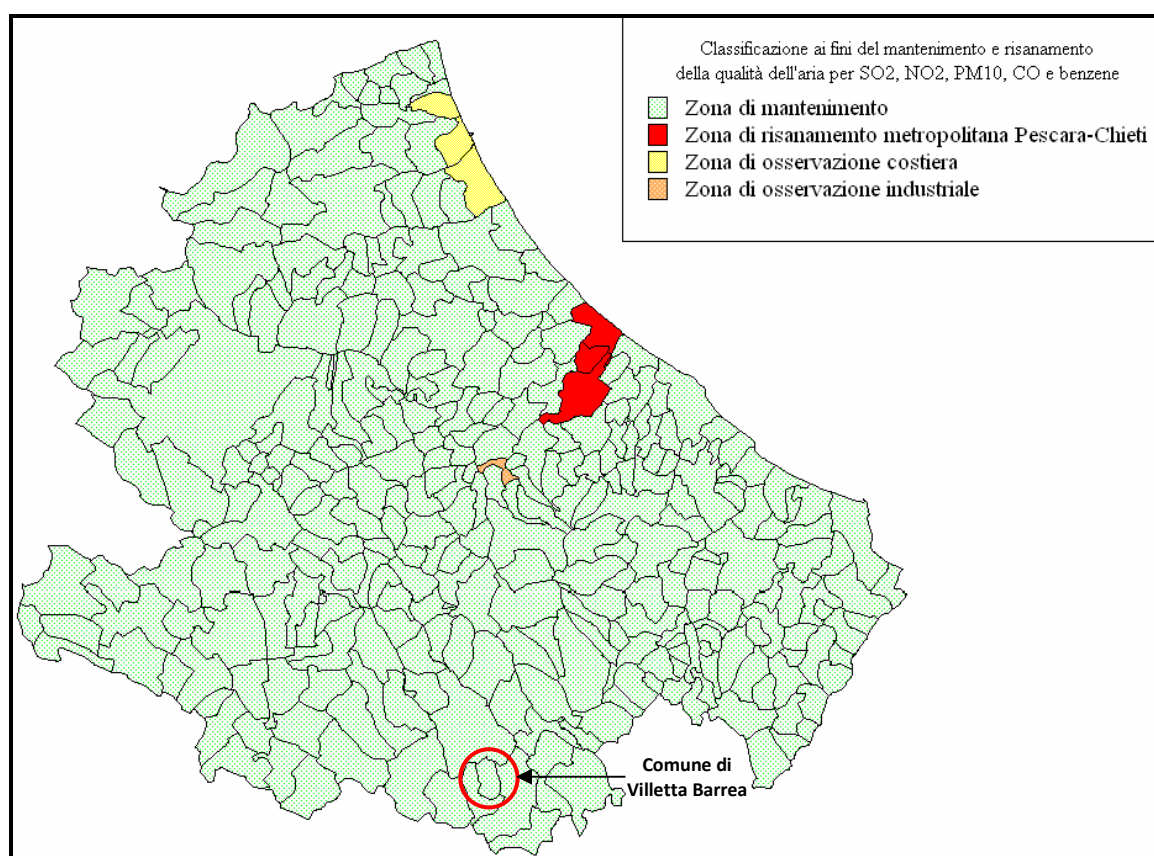 Classificazione ai fini del mantenimento e risanamento
della qualità dell'aria per SO2, NO2, PM10, CO e benzene
Zona di mantenimento
Zona di risanamento metropolitana Pescara-Chieti
Zona di osservazione costiera
Zona di osservazione industriale
Comune di
Villetta Barrea